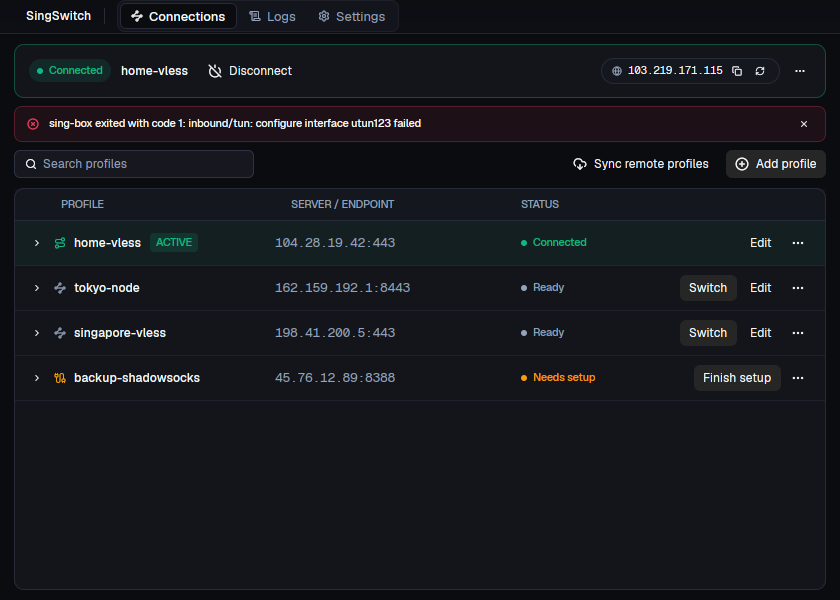 SingSwitch Connections Logs Settings
Connected home-vless Disconnect 103.219.171.115
sing-box exited with code 1: inbound/tun: configure interface utun123 failed
Search profiles Sync remote profiles Add profile
PROFILE SERVER / ENDPOINT STATUS
home-vless ACTIVE 104.28.19.42:443 Connected Edit
tokyo-node 162.159.192.1:8443 Ready Switch Edit
singapore-vless 198.41.200.5:443 Ready Switch Edit
backup-shadowsocks 45.76.12.89:8388 Needs setup Finish setup